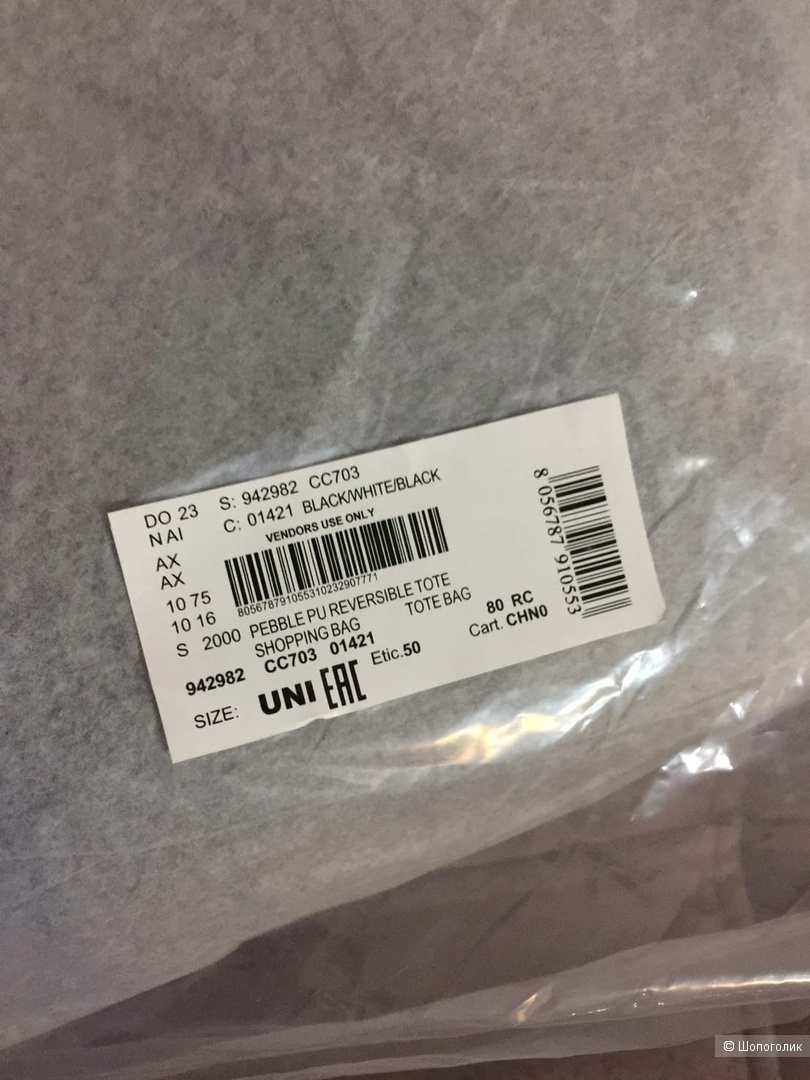 DO 23 S: 942982 CC703
N AI C: 01421 BLACK/WHITE/BLACK
VENDORS USE ONLY
AX
AX
805678791055310232907771
10 75
10 16
S 2000 PEBBLE PU REVERSIBLE TOTE
SHOPPING BAG TOTE BAG
942982 CC703 01421
80 RC
Etic.50 Cart. CHN0
SIZE: UNI EAC
8 056787 910553
© Шопоголик